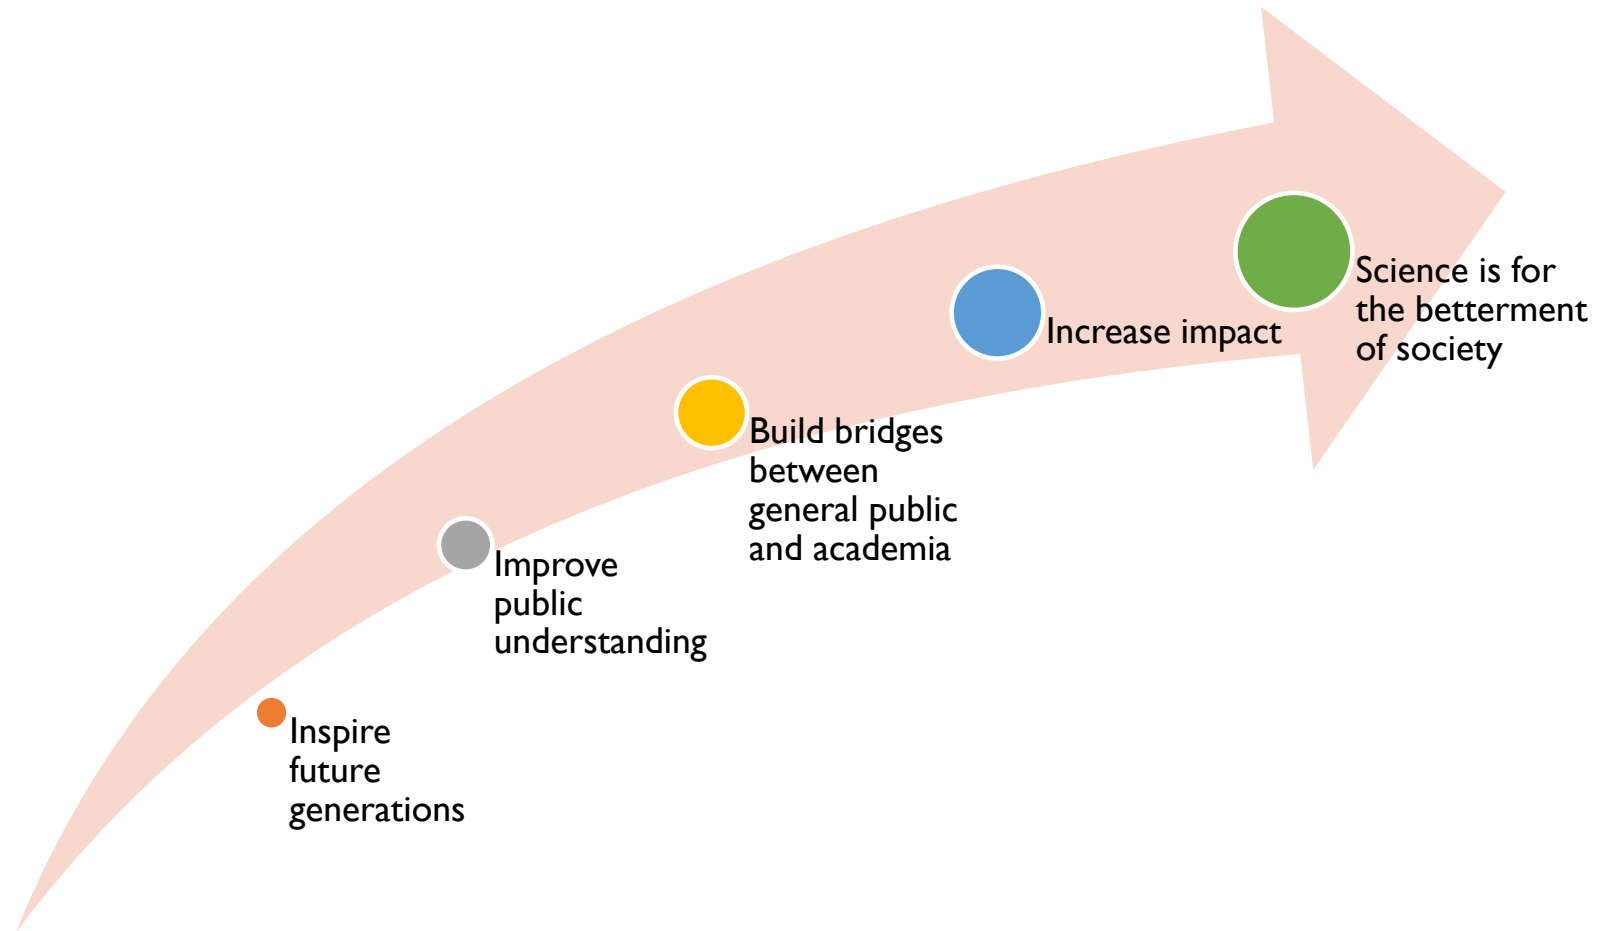 Inspire
future
generations
Improve
public
understanding
Build bridges
between
general public
and academia
Increase impact
Science is for
the betterment
of society